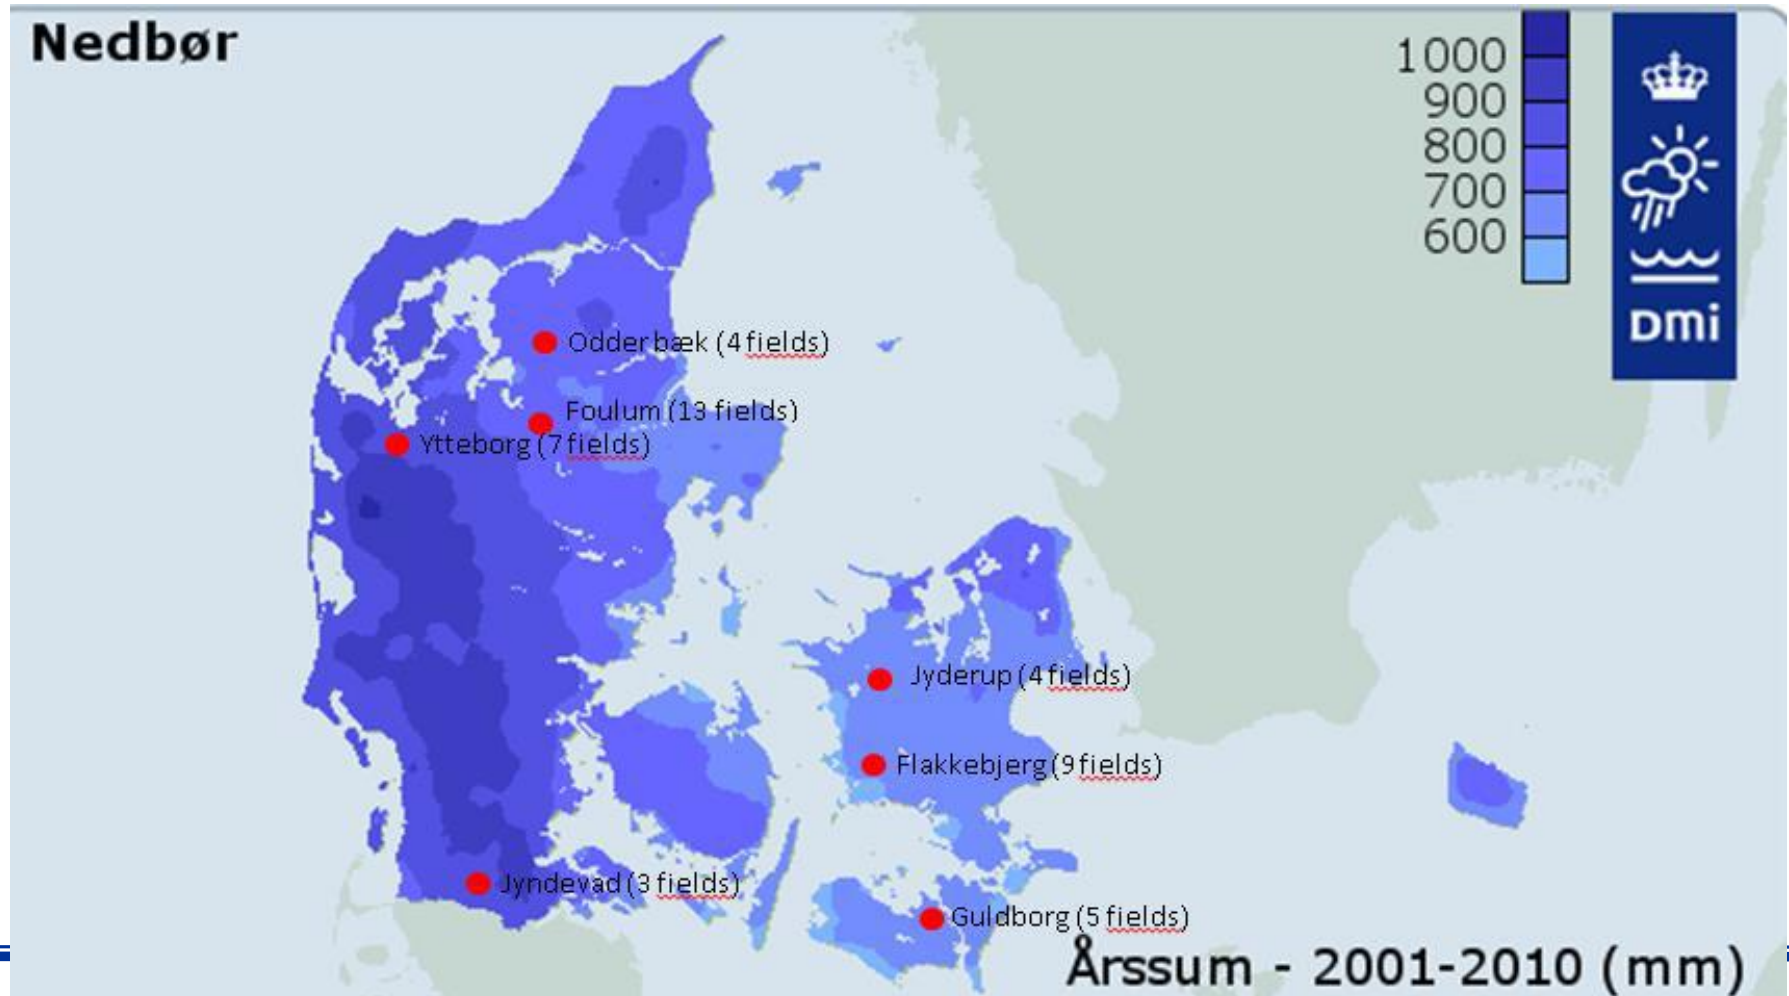 Nedbør
1000
900
800
700
600
DMI
Odderbæk (4 fields)
Foulum (13 fields)
Ytteborg (7 fields)
Jyderup (4 fields)
Flakkebjerg (9 fields)
Jyndevad (3 fields)
Guldborg (5 fields)
Årssum - 2001-2010 (mm)